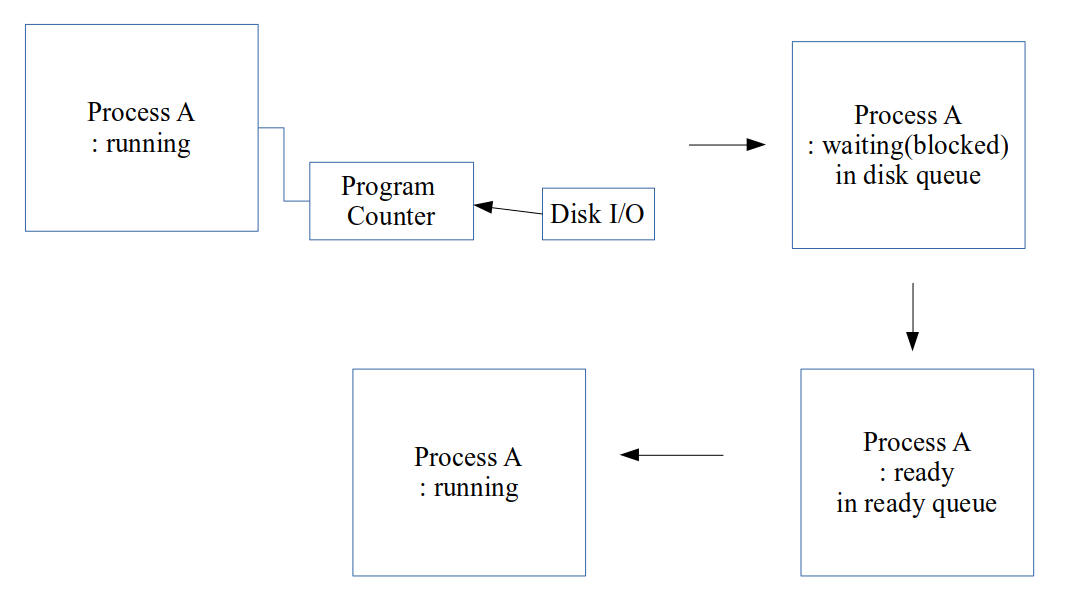 Process A
: running
Program
Counter
Disk I/O
Process A
: waiting(blocked)
in disk queue
Process A
: ready
in ready queue
Process A
: running